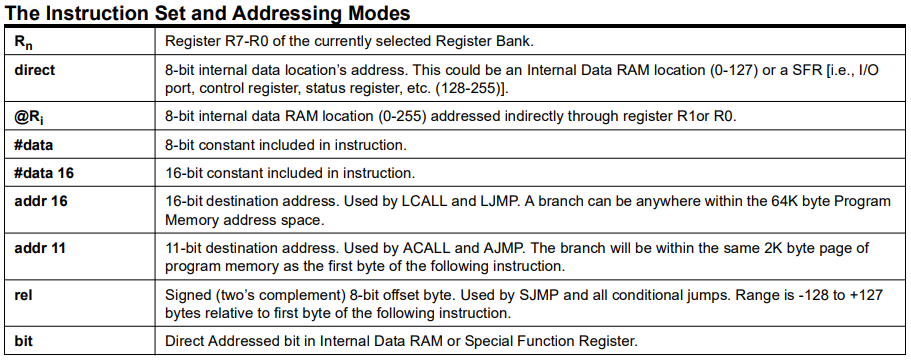 The Instruction Set and Addressing Modes
Rn Register R7-R0 of the currently selected Register Bank.
direct 8-bit internal data location's address. This could be an Internal Data RAM location (0-127) or a SFR [i.e., I/O
port, control register, status register, etc. (128-255)].
@Ri 8-bit internal data RAM location (0-255) addressed indirectly through register R1or R0.
#data 8-bit constant included in instruction.
#data 16 16-bit constant included in instruction.
addr 16 16-bit destination address. Used by LCALL and LJMP. A branch can be anywhere within the 64K byte Program
Memory address space.
addr 11 11-bit destination address. Used by ACALL and AJMP. The branch will be within the same 2K byte page of
program memory as the first byte of the following instruction.
rel Signed (two's complement) 8-bit offset byte. Used by SJMP and all conditional jumps. Range is -128 to +127
bytes relative to first byte of the following instruction.
bit Direct Addressed bit in Internal Data RAM or Special Function Register.